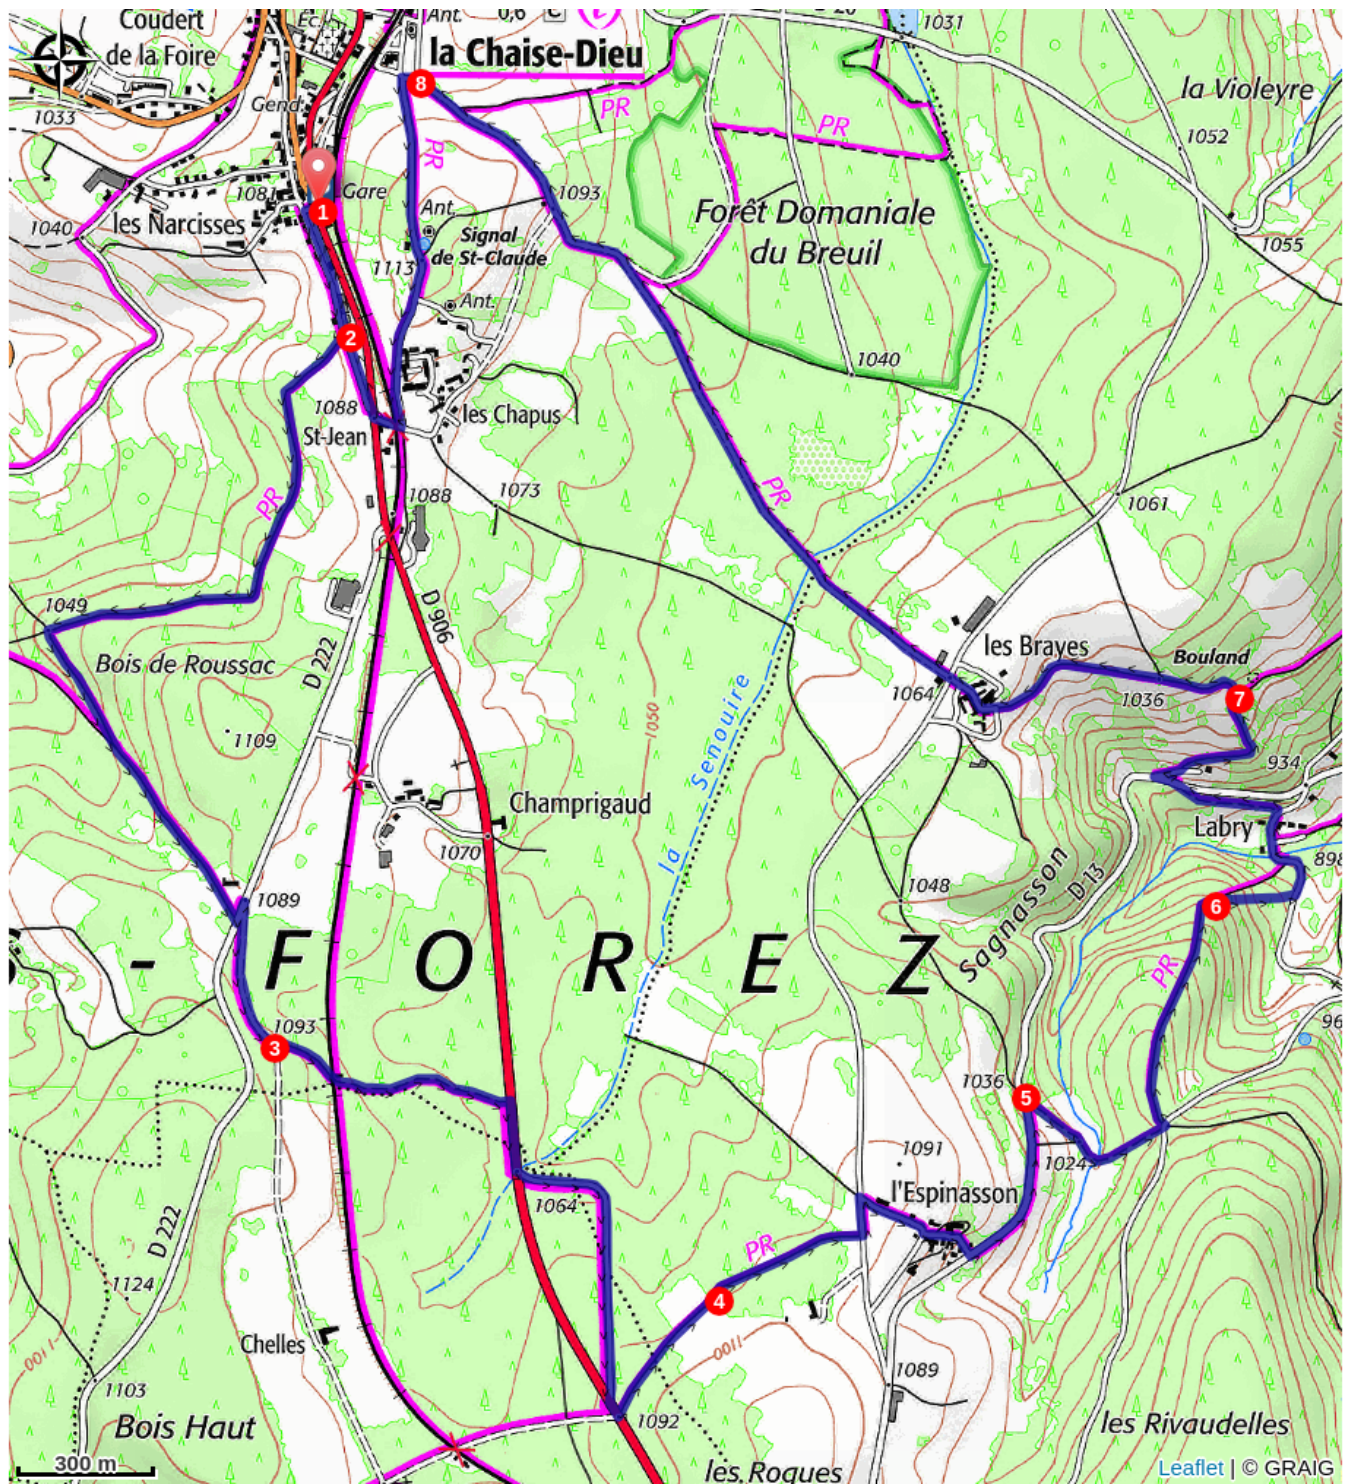 Coudert
de la Foire
Éc.
Ant.
0,6
C
i
1031
la Chaise-Dieu
8
Gend.
1033
PR
PR
PR
la Violeyre
1052
1081
Gare
1
les Narcisses
1040
1093
Ant.
Signal
de St-Claude
1113
Ant.
Forêt Domaniale
du Breuil
1055
2
1040
1088
St-Jean
les Chapus
PR
1088
1073
PR
1061
1049
D 906
Bois de Roussac
D 222
les Brayes
Bouland
1064
1036
7
1050
la Senouire
1109
934
Champrigaud
1070
Labry
898
1048
Sagnasson
D 13
1089
6
- F O R E Z
PR
1093
3
96
1036
5
1091
1024
l'Espinasson
1064
D 222
PR
4
1124
1100
1100
Chelles
1103
1089
Bois Haut
1092
les Rivaudelles
300 m
les Roques
Leaflet | © GRAIG